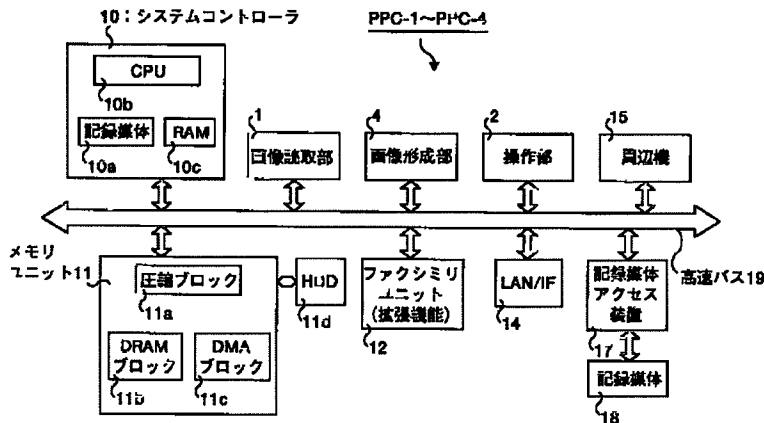 10：システムコントローラ
PPC-1～PPC-4
CPU
10b
記録媒体
RAM
10a
10c
1
4
2
15
画像読取部
画像形成部
操作部
周辺機
メモリ
ユニット11
圧縮ブロック
11a
HDD
11d
ファクシミリ
ユニット
（拡張機能）
12
LAN/IF
14
記録媒体
アクセス
装置
17
高速バス19
DRAM
ブロック
11b
DMA
ブロック
11c
記録媒体
18